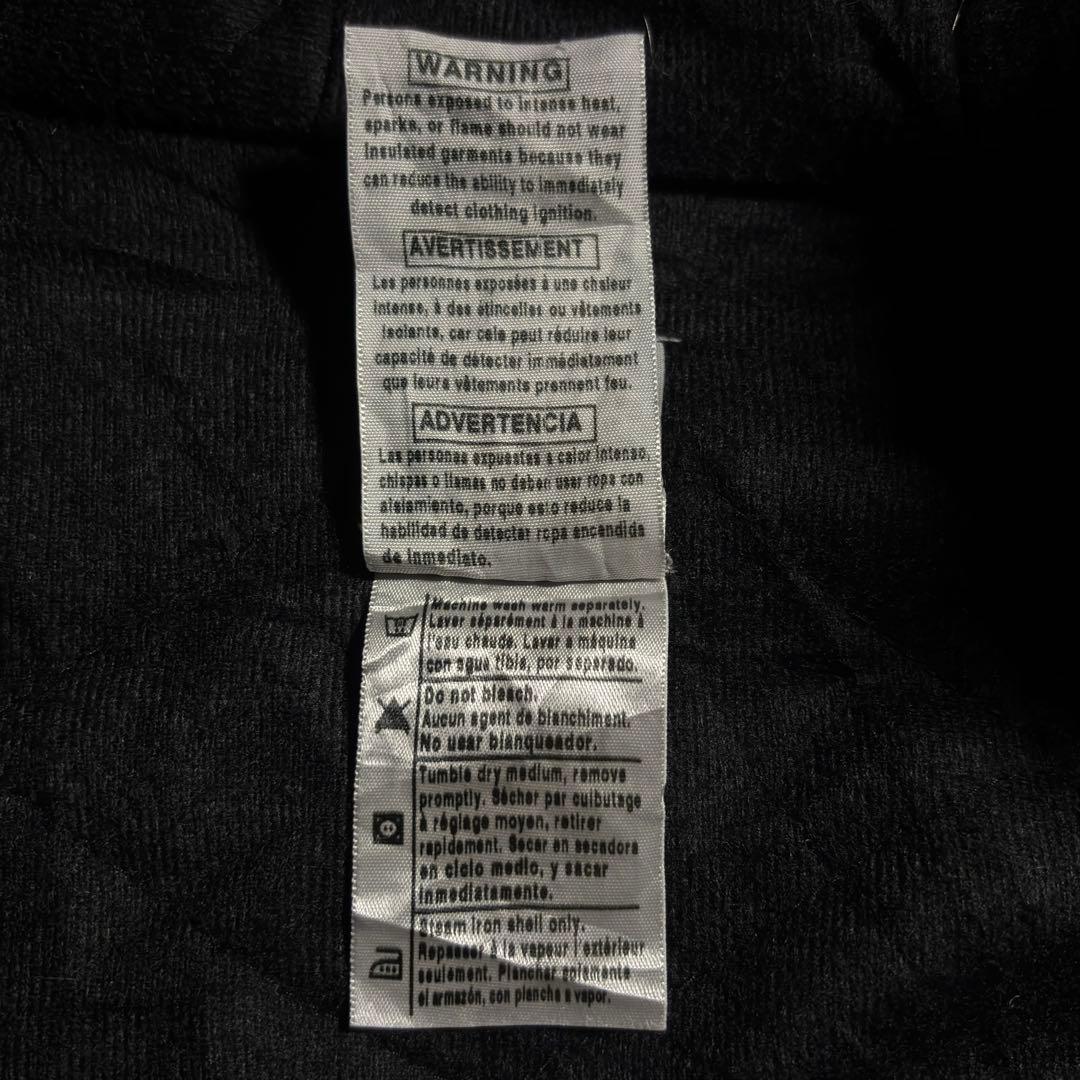 WARNING
Persons exposed to intense heat,
sparks, or flame should not wear
insulated garments because they
can reduce the ability to immediately
detect clothing ignition.
AVERTISSEMENT
Les personnes exposées à une chaleur
intense, à des étincelles ou vêtements
isolants, car cela peut réduire leur
capacité de détecter immédiatement
que leurs vêtements prennent feu.
ADVERTENCIA
Las personas expuestas a calor intenso,
chispas o llamas no deben usar ropa con
aislamiento, porque esto reduce la
habilidad de detectar ropa encendida
de inmediato.
Machine wash warm separately.
Laver séparément à la machine à
l'eau chaude. Lavar a máquina
con agua tibia, por separado.
Do not bleach.
Aucun agent de blanchiment.
No usar blanqueador.
Tumble dry medium, remove
promptly. Sécher par culbutage
à réglage moyen, retirer
rapidement. Secar en secadora
en ciclo medio, y sacar
inmediatamente.
Steam iron shell only.
Repasser à la vapeur l'extérieur
seulement. Planchar solamente
el armazón, con plancha a vapor.